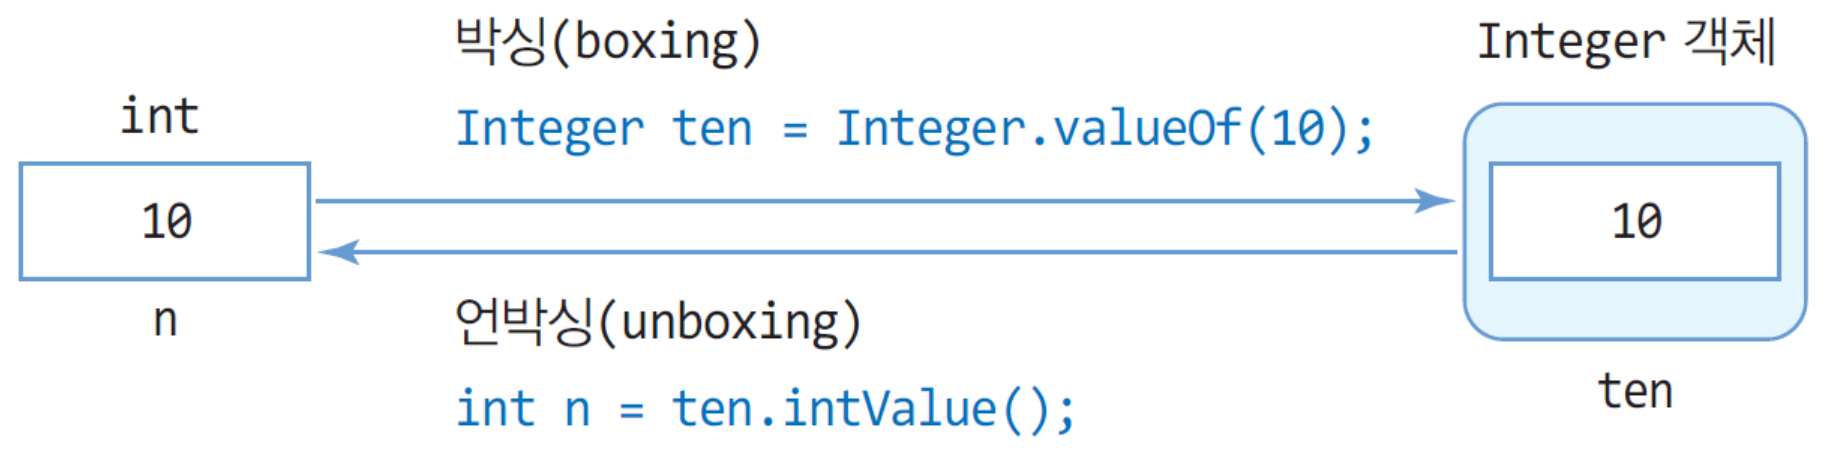 박싱(boxing)
Integer 객체
int
Integer ten = Integer.valueOf(10);
10
10
n
언박싱(unboxing)
ten
int n = ten.intValue();